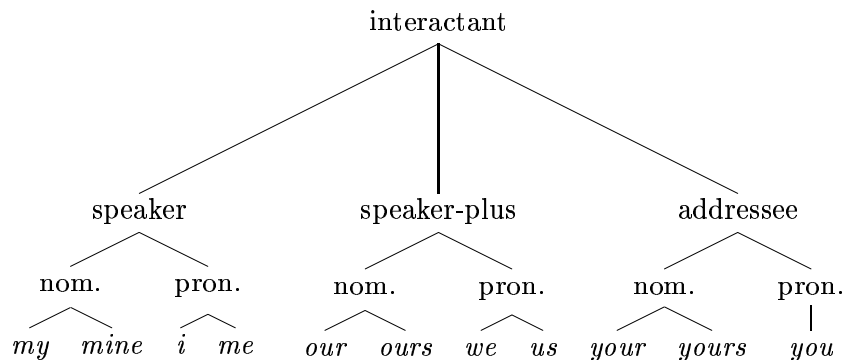 interactant
speaker speaker-plus addressee
nom. pron. nom. pron. nom. pron.
my mine i me our ours we us your yours you